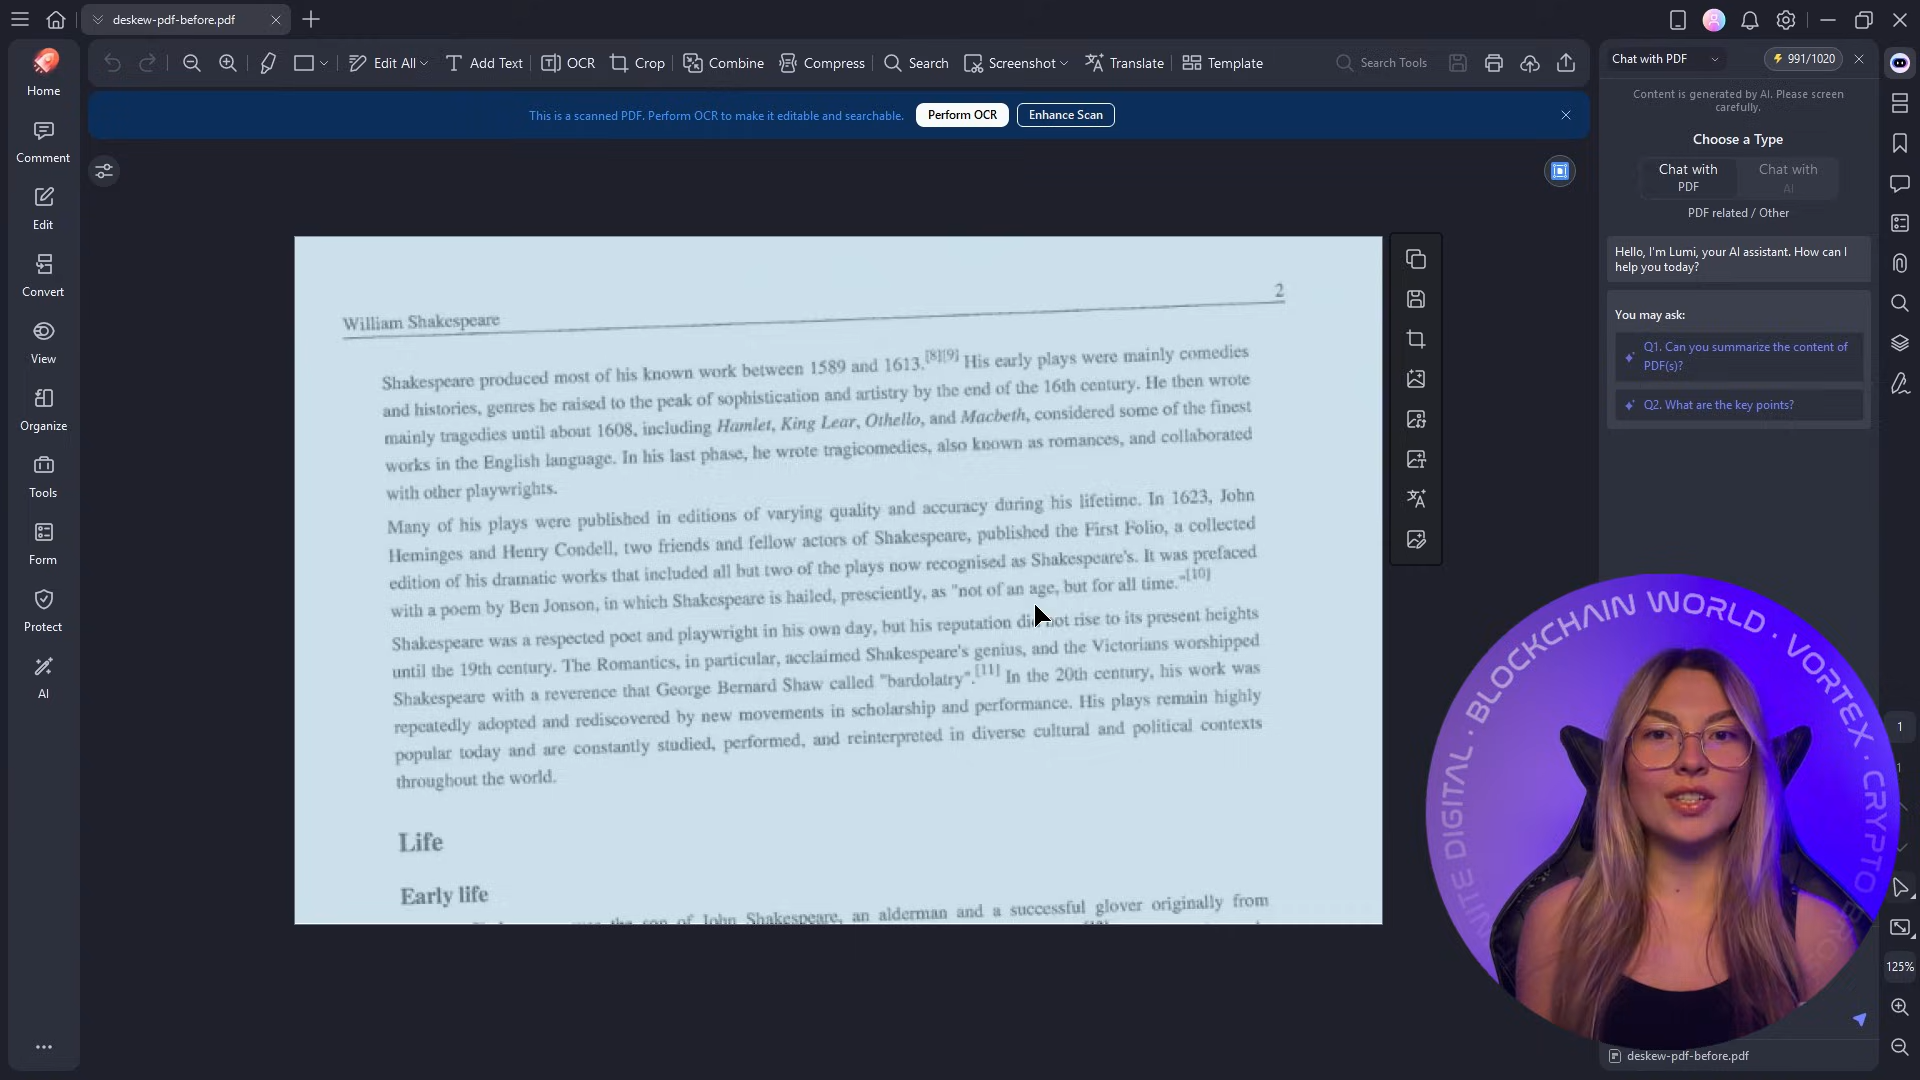 deskew-pdf-before.pdf
Edit All
Add Text
OCR
Crop
Combine
Compress
Search
Screenshot
Translate
Template
Search Tools
Chat with PDF
991/1020
Home
Comment
Edit
Convert
View
Organize
Tools
Form
Protect
AI
This is a scanned PDF. Perform OCR to make it editable and searchable.
Perform OCR
Enhance Scan
William Shakespeare
2
Shakespeare produced most of his known work between 1589 and 1613.[8][9] His early plays were mainly comedies
and histories, genres he raised to the peak of sophistication and artistry by the end of the 16th century. He then wrote
mainly tragedies until about 1608, including Hamlet, King Lear, Othello, and Macbeth, considered some of the finest
works in the English language. In his last phase, he wrote tragicomedies, also known as romances, and collaborated
with other playwrights.
Many of his plays were published in editions of varying quality and accuracy during his lifetime. In 1623, John
Heminges and Henry Condell, two friends and fellow actors of Shakespeare, published the First Folio, a collected
edition of his dramatic works that included all but two of the plays now recognised as Shakespeare's. It was prefaced
with a poem by Ben Jonson, in which Shakespeare is hailed, presciently, as "not of an age, but for all time."[10]
Shakespeare was a respected poet and playwright in his own day, but his reputation did not rise to its present heights
until the 19th century. The Romantics, in particular, acclaimed Shakespeare's genius, and the Victorians worshipped
Shakespeare with a reverence that George Bernard Shaw called "bardolatry".[11] In the 20th century, his work was
repeatedly adopted and rediscovered by new movements in scholarship and performance. His plays remain highly
popular today and are constantly studied, performed, and reinterpreted in diverse cultural and political contexts
throughout the world.
Life
Early life
the son of John Shakespeare, an alderman and a successful glover originally from
Content is generated by AI. Please screen
carefully.
Choose a Type
Chat with
PDF
Chat with
AI
PDF related / Other
Hello, I'm Lumi, your AI assistant. How can I
help you today?
You may ask:
Q1. Can you summarize the content of
PDF(s)?
Q2. What are the key points?
DIGITAL · BLOCKCHAIN WORLD · VORTEX · CRYPTO
1
1
125%
deskew-pdf-before.pdf